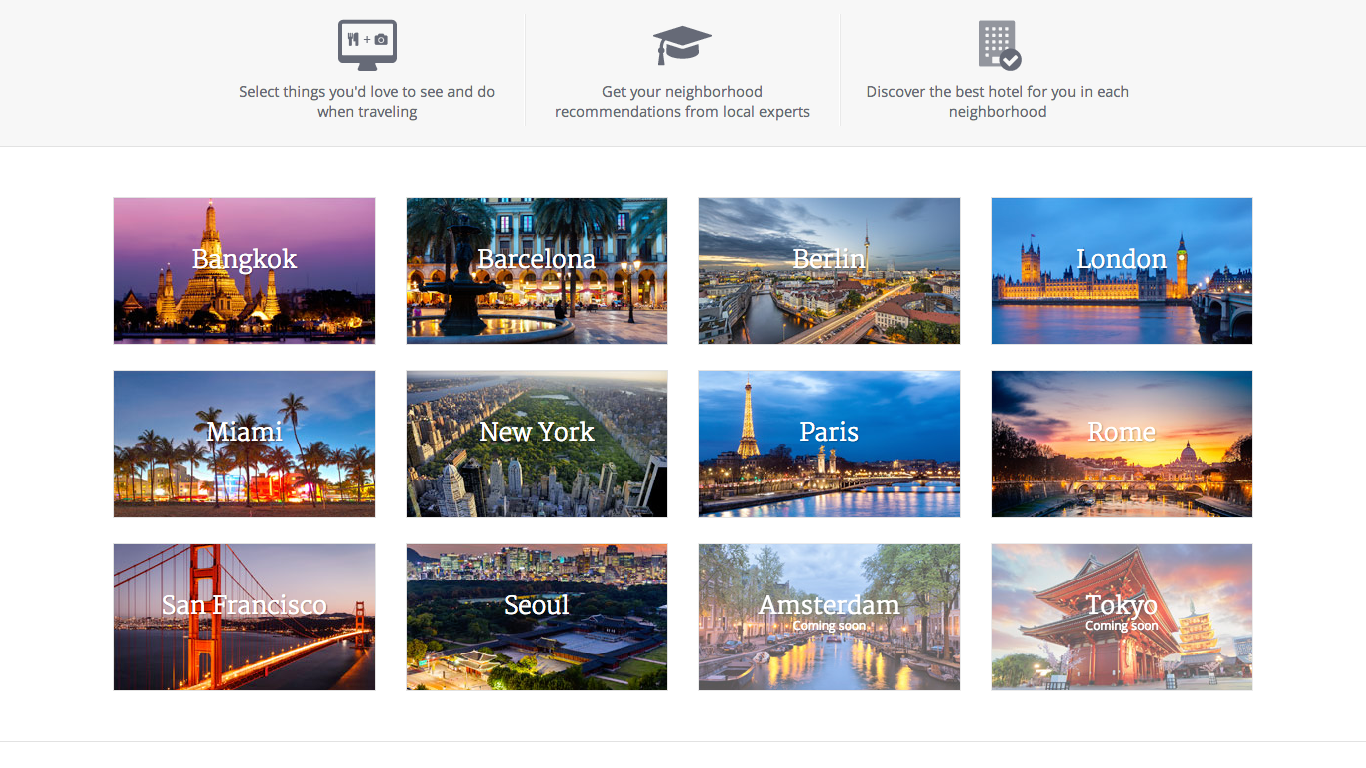 Select things you'd love to see and do
when traveling
Get your neighborhood
recommendations from local experts
Discover the best hotel for you in each
neighborhood
Bangkok
Barcelona
Berlin
London
Miami
New York
Paris
Rome
San Francisco
Seoul
Amsterdam
Coming soon
Tokyo
Coming soon